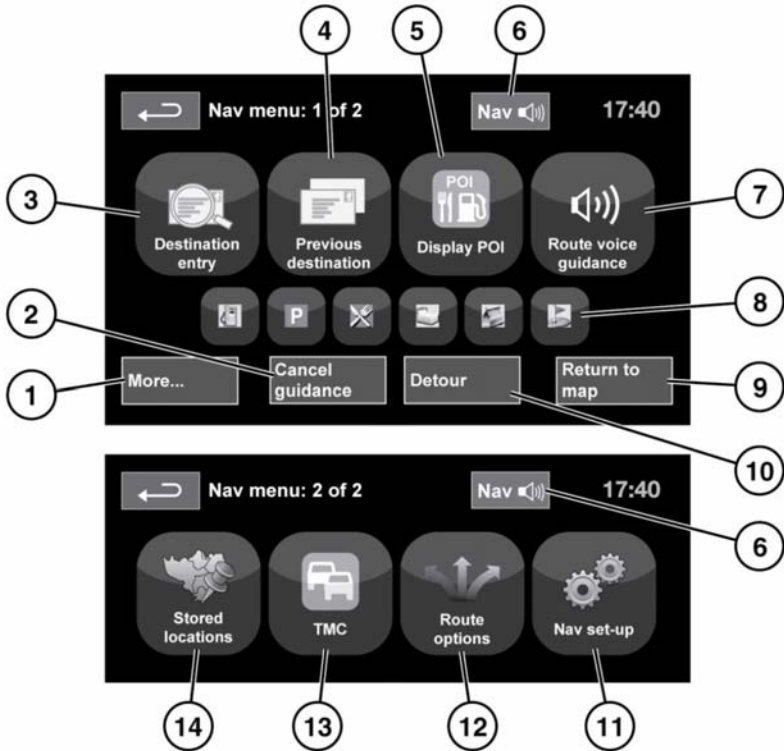 4
5
6
Nav menu: 1 of 2
Nav
17:40
3
7
POI
Destination
entry
Previous
destination
Display POI
Route voice
guidance
2
P
8
More...
Cancel
guidance
Detour
Return to
map
1
9
10
Nav menu: 2 of 2
Nav
17:40
6
Stored
locations
TMC
Route
options
Nav set-up
14
13
12
11